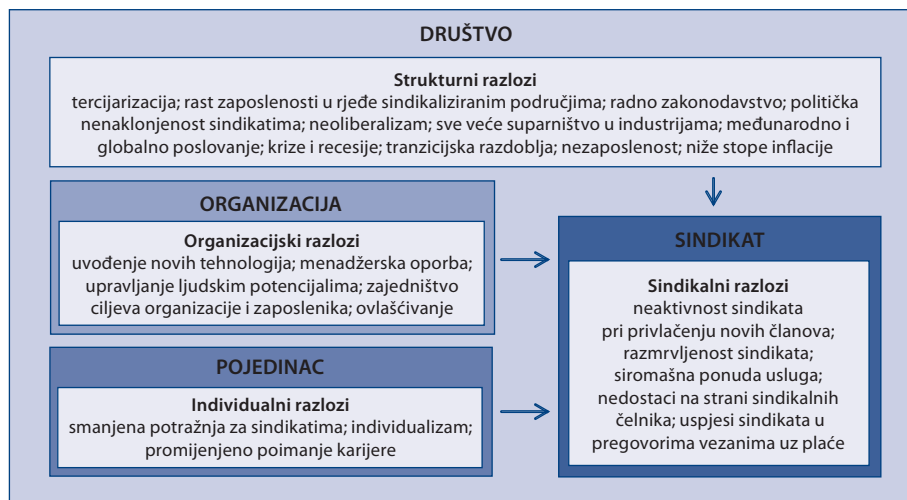 DRUŠTVO
Strukturni razlozi
tercijarizacija; rast zaposlenosti u rjeđe sindikaliziranim područjima; radno zakonodavstvo; politička
nenaklonjenost sindikatima; neoliberalizam; sve veće suparništvo u industrijama; međunarodno i
globalno poslovanje; krize i recesije; tranzicijska razdoblja; nezaposlenost; niže stope inflacije
ORGANIZACIJA
Organizacijski razlozi
uvođenje novih tehnologija; menadžerska oporba;
upravljanje ljudskim potencijalima; zajedništvo
ciljeva organizacije i zaposlenika; ovlašćivanje
POJEDINAC
Individualni razlozi
smanjena potražnja za sindikatima; individualizam;
promijenjeno poimanje karijere
SINDIKAT
Sindikalni razlozi
neaktivnost sindikata
pri privlačenju novih članova;
razmrvljenost sindikata;
siromašna ponuda usluga;
nedostaci na strani sindikalnih
čelnika; uspjesi sindikata u
pregovorima vezanima uz plaće